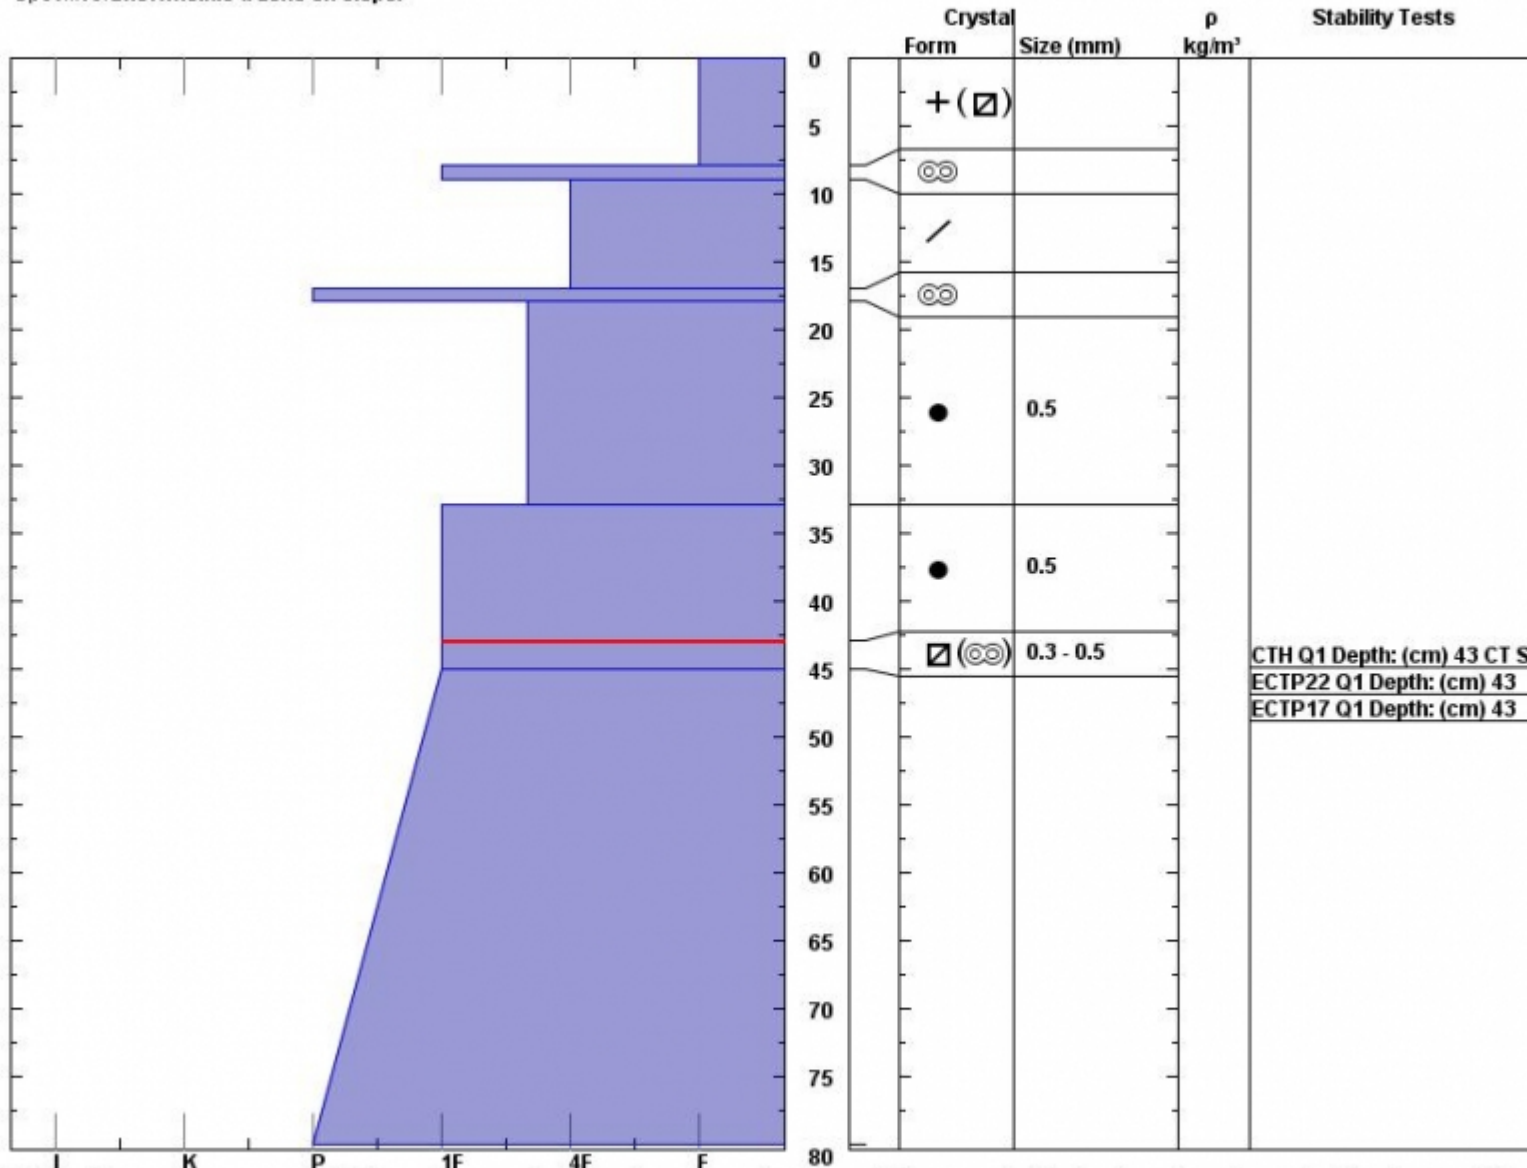 Crystal ρ Stability Tests
Form Size (mm) kg/m³
0
5
10
15
20
25 0.5
30
35
0.5
40
0.3 - 0.5
45 CTH Q1 Depth: (cm) 43 CT S
ECTP22 Q1 Depth: (cm) 43
ECTP17 Q1 Depth: (cm) 43
50
55
60
65
70
75
80
I K P 1F 4F F